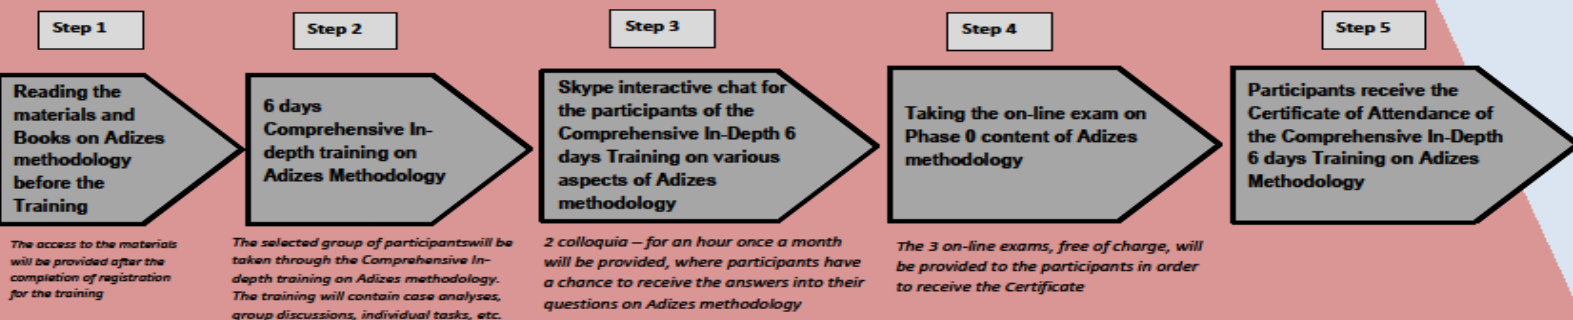 Step 1
Reading the
materials and
Books on Adizes
methodology
before the
Training
The access to the materials
will be provided after the
completion of registration
for the training
Step 2
6 days
Comprehensive In-
depth training on
Adizes Methodology
The selected group of participantswill be
taken through the Comprehensive In-
depth training on Adizes methodology.
The training will contain case analyses,
group discussions, individual tasks, etc.
Step 3
Skype interactive chat for
the participants of the
Comprehensive In-Depth 6
days Training on various
aspects of Adizes
methodology
2 colloquia – for an hour once a month
will be provided, where participants have
a chance to receive the answers into their
questions on Adizes methodology
Step 4
Taking the on-line exam on
Phase 0 content of Adizes
methodology
The 3 on-line exams, free of charge, will
be provided to the participants in order
to receive the Certificate
Step 5
Participants receive the
Certificate of Attendance of
the Comprehensive In-Depth
6 days Training on Adizes
Methodology